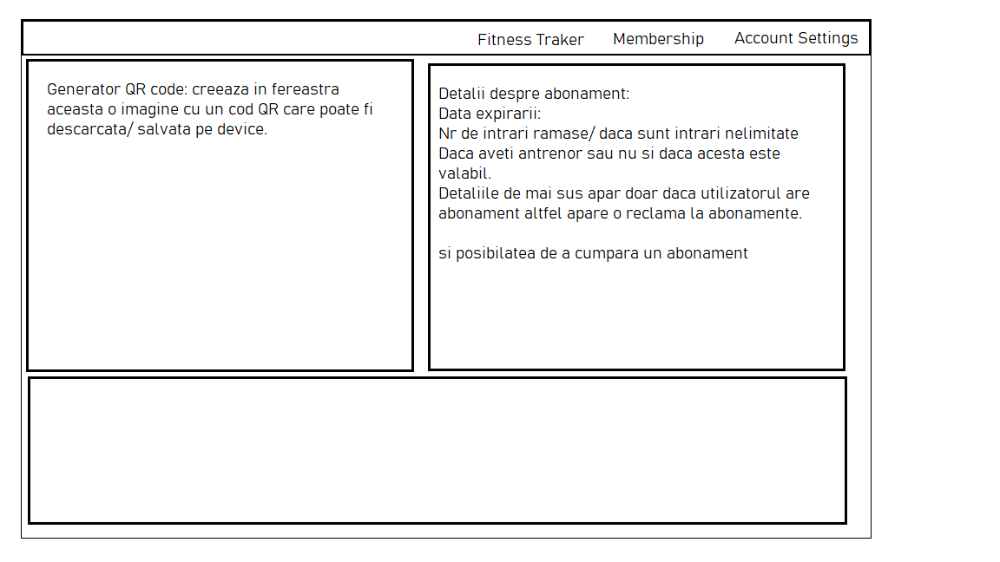 Fitness Traker Membership Account Settings
Generator QR code: creeaza in fereastra
aceasta o imagine cu un cod QR care poate fi
descarcata/ salvata pe device.
Detalii despre abonament:
Data expirarii:
Nr de intrari ramase/ daca sunt intrari nelimitate
Daca aveti antrenor sau nu si daca acesta este
valabil.
Detaliile de mai sus apar doar daca utilizatorul are
abonament altfel apare o reclama la abonamente.
si posibilatea de a cumpara un abonament